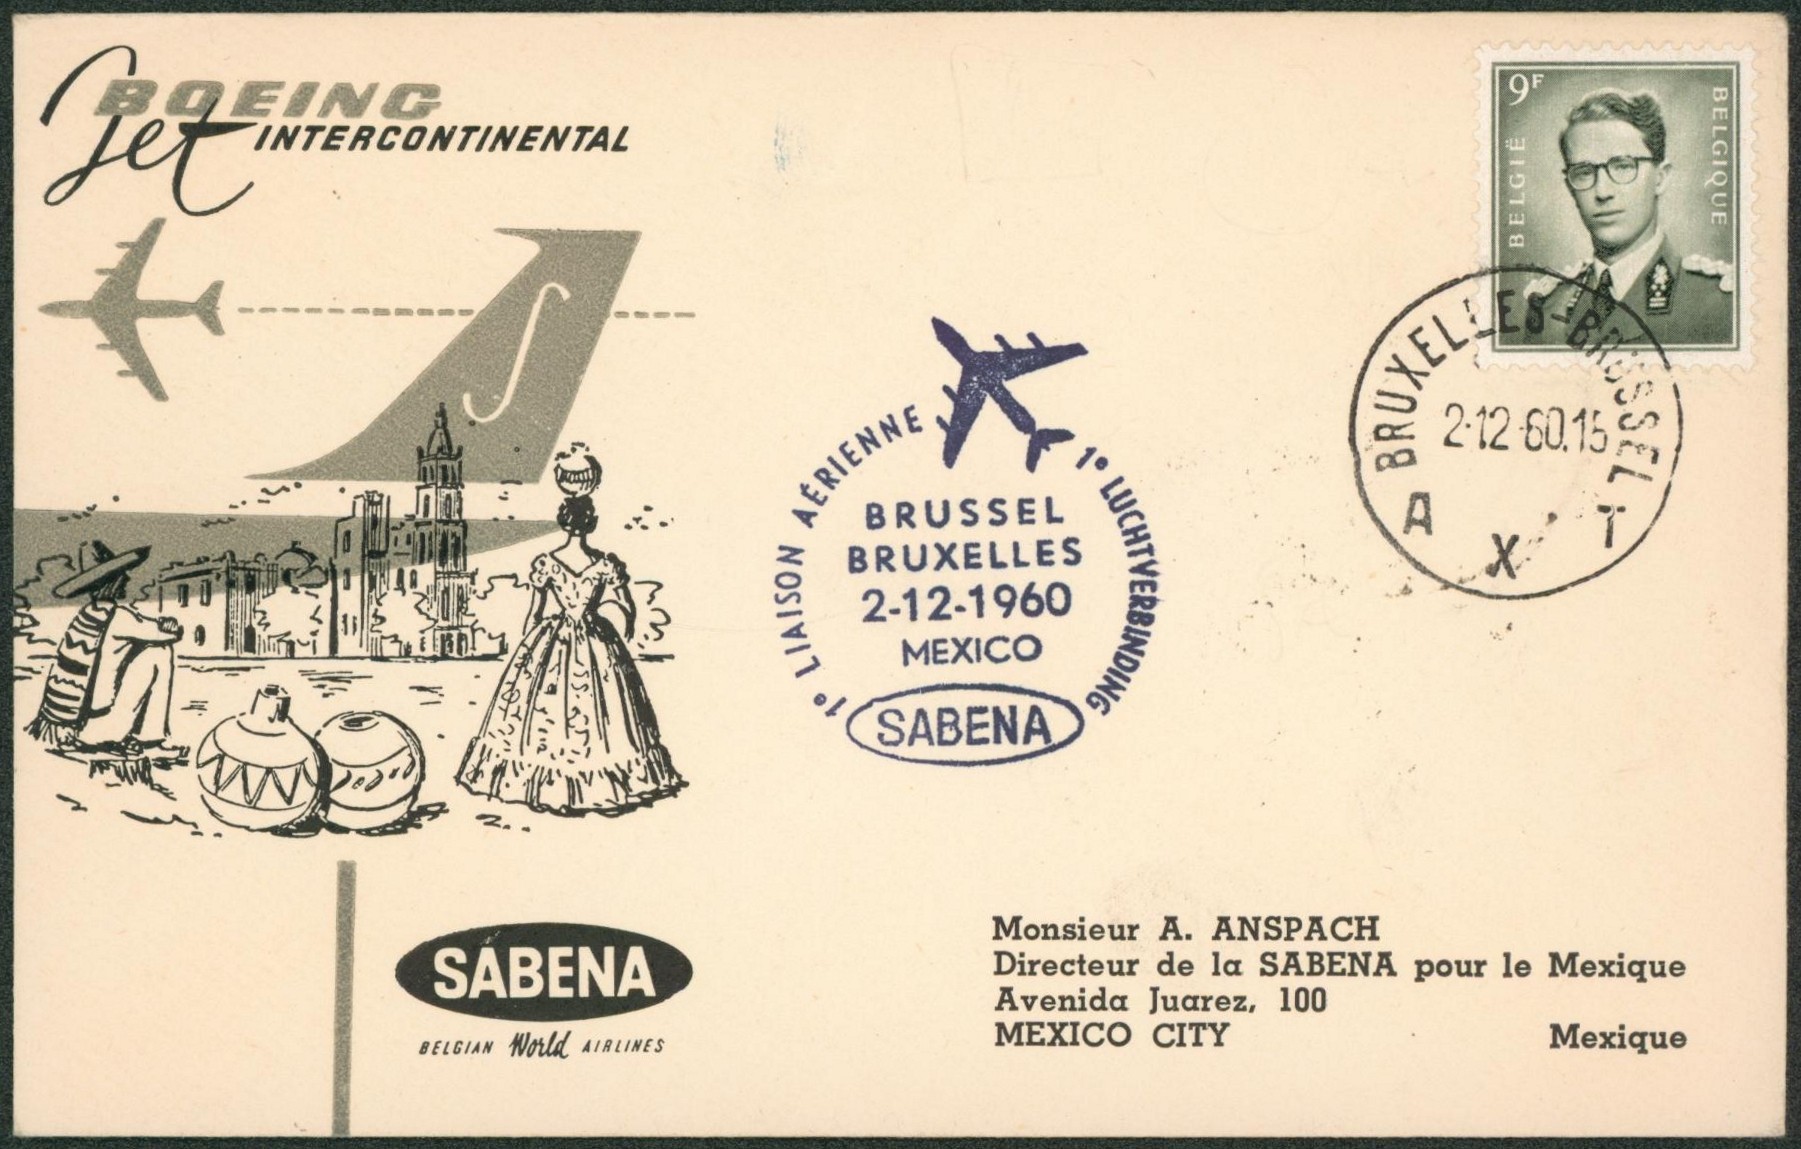 BOEING
Jet INTERCONTINENTAL
9F
BELGIË
BELGIQUE
BRUXELLES-BRUSSEL
2-12-60.15
A X T
1e LIAISON AÉRIENNE
1e LUCHTVERBINDING
BRUSSEL
BRUXELLES
2-12-1960
MEXICO
SABENA
SABENA
BELGIAN World AIRLINES
Monsieur A. ANSPACH
Directeur de la SABENA pour le Mexique
Avenida Juarez, 100
MEXICO CITY Mexique